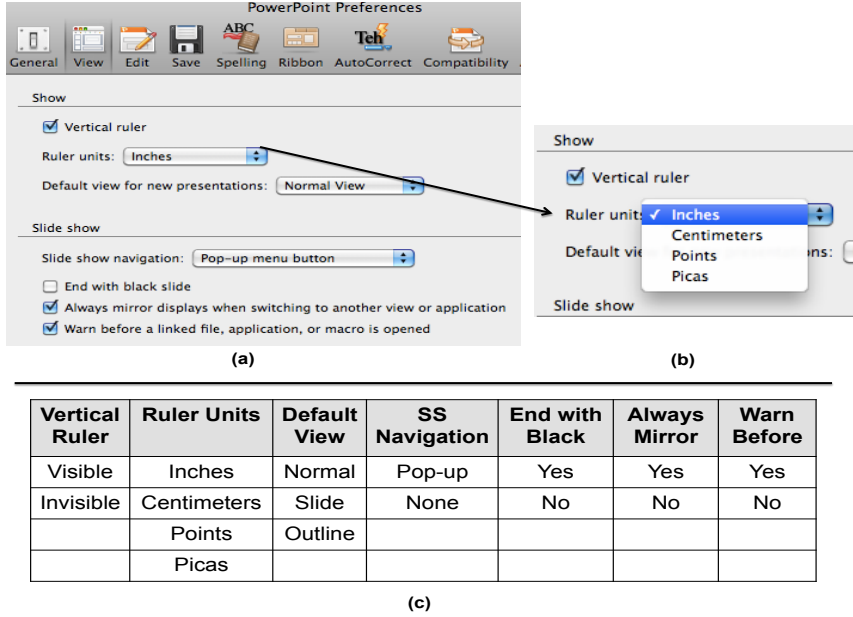 PowerPoint Preferences
ABC Teh
General View Edit Save Spelling Ribbon AutoCorrect Compatibility
Show
Vertical ruler
Ruler units: Inches
Default view for new presentations: Normal View
Slide show
Slide show navigation: Pop-up menu button
End with black slide
Always mirror displays when switching to another view or application
Warn before a linked file, application, or macro is opened
(a)
Show
Vertical ruler
Ruler unit ✓ Inches
Centimeters
Default vie Points ns:
Picas
Slide show
(b)
Vertical Ruler Ruler Units Default View SS Navigation End with Black Always Mirror Warn Before
Visible Inches Normal Pop-up Yes Yes Yes
Invisible Centimeters Slide None No No No
Points Outline
Picas
(c)